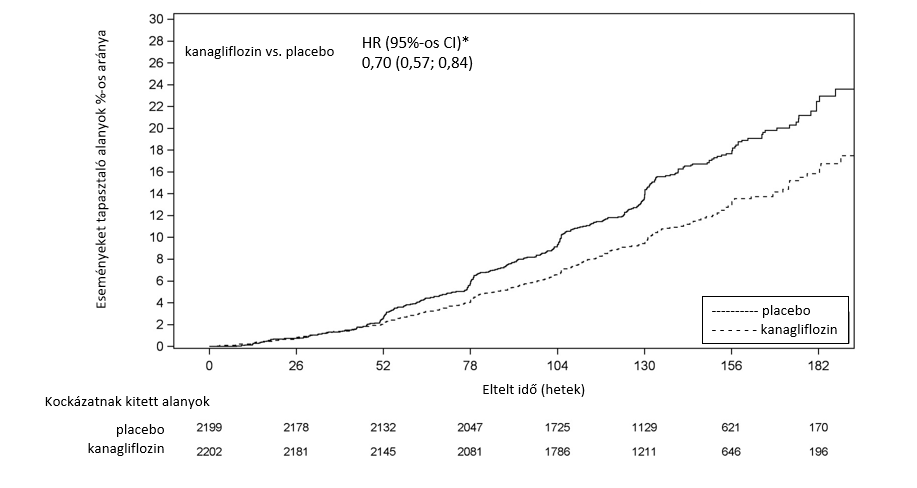 Eseményeket tapasztaló alanyok %-os aránya
30
28
26
24
22
20
18
16
14
12
10
8
6
4
2
0
kanagliflozin vs. placebo
HR (95%-os CI)*
0,70 (0,57; 0,84)
placebo
kanagliflozin
0 26 52 78 104 130 156 182
Eltelt idő (hetek)
Kockázatnak kitett alanyok
placebo 2199 2178 2132 2047 1725 1129 621 170
kanagliflozin 2202 2181 2145 2081 1786 1211 646 196